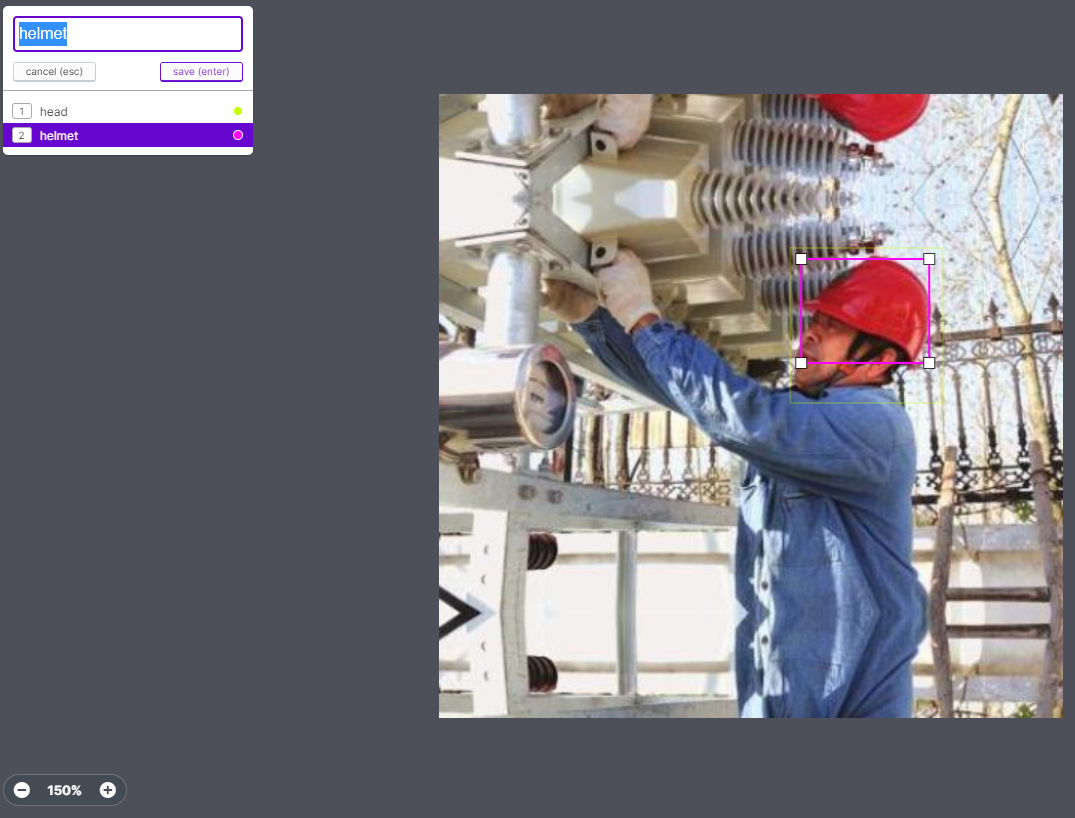 helmet
cancel (esc)
save (enter)
1 head
2 helmet
150%